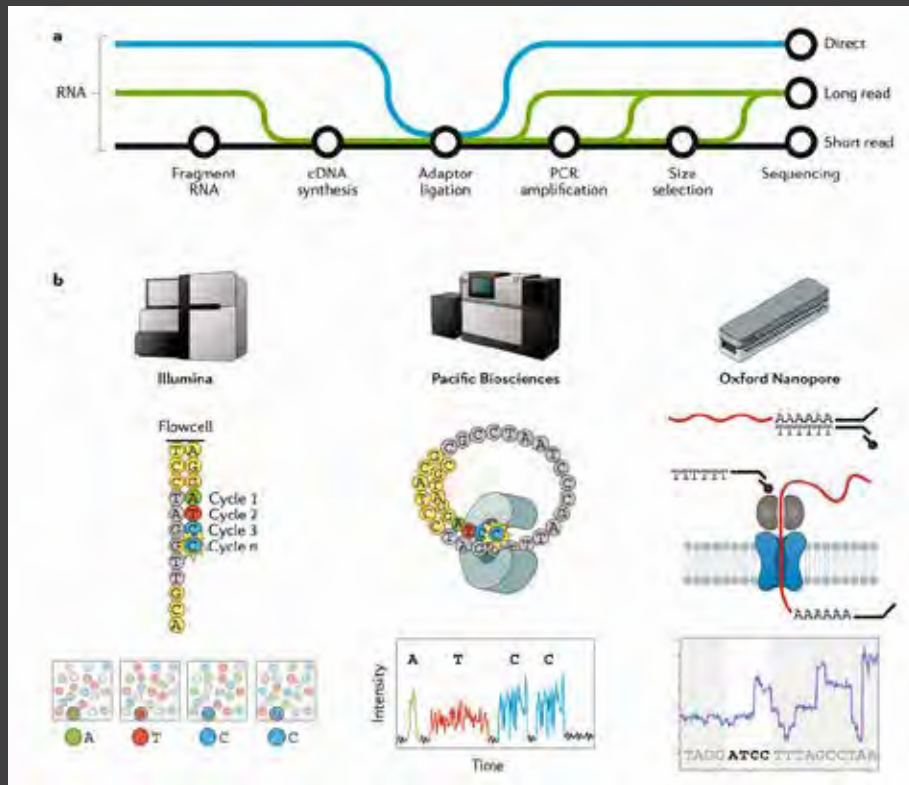 a
Direct
RNA
Long read
Short read
Fragment RNA
cDNA synthesis
Adaptor ligation
PCR amplification
Size selection
Sequencing
b
Illumina
Pacific Biosciences
Oxford Nanopore
Flowcell
T A
C G
C G
T A Cycle 1
A T Cycle 2
G C Cycle 3
G C Cycle n
T
T
G
C
A
AAAAAA
TTTTTT
TTTTTT
AAAAAA
A T C C
Intensity
Time
A T C C
TAGG ATCC TTTAGCCTAA